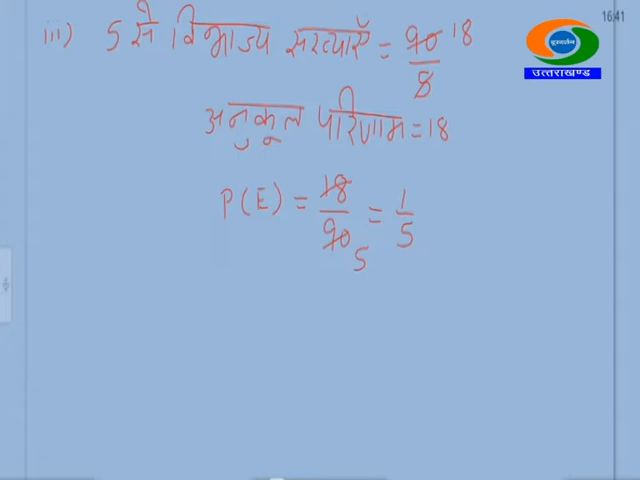 16:41
दूरदर्शन
उत्तराखण्ड
iii) 5 से विभाज्य संख्याएँ = 90/5 18
अनुकूल परिणाम = 18
P(E) = 18/90 5 = 1/5